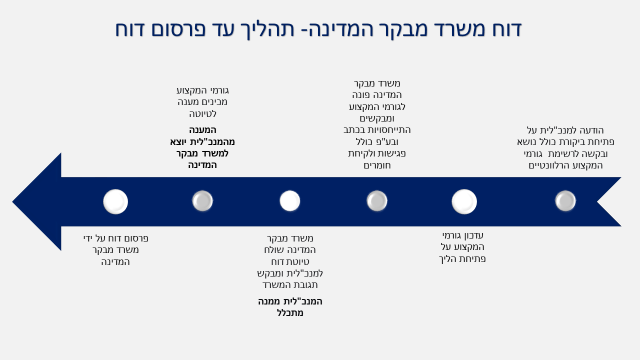 דוח משרד מבקר המדינה- תהליך עד פרסום דוח
הודעה למנכ"לית על
פתיחת ביקורת כולל נושא
ובקשה לרשימת  גורמי
המקצוע הרלוונטיים
עדכון גורמי
המקצוע על
פתיחת הליך
משרד מבקר
המדינה פונה
לגורמי המקצוע
ומבקשים
התייחסויות בכתב
ובע"פ כולל
פגישות ולקיחת
חומרים
משרד מבקר
המדינה שולח
טיוטת דוח
למנכ"לית ומבקש
תגובת המשרד
המנכ"לית ממנה
מתכלל
גורמי המקצוע
מכינים מענה
לטיוטה
המענה
מהמנכ"לית יוצא
למשרד מבקר
המדינה
פרסום דוח על ידי
משרד מבקר
המדינה